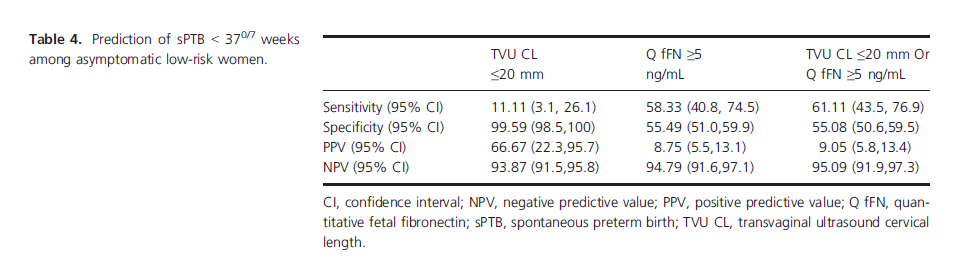 Table 4. Prediction of sPTB < 37^0/7 weeks
among asymptomatic low-risk women.
TVU CL Q fFN ≥5 TVU CL ≤20 mm Or
≤20 mm ng/mL Q fFN ≥5 ng/mL
Sensitivity (95% CI) 11.11 (3.1, 26.1) 58.33 (40.8, 74.5) 61.11 (43.5, 76.9)
Specificity (95% CI) 99.59 (98.5,100) 55.49 (51.0,59.9) 55.08 (50.6,59.5)
PPV (95% CI) 66.67 (22.3,95.7) 8.75 (5.5,13.1) 9.05 (5.8,13.4)
NPV (95% CI) 93.87 (91.5,95.8) 94.79 (91.6,97.1) 95.09 (91.9,97.3)
CI, confidence interval; NPV, negative predictive value; PPV, positive predictive value; Q fFN, quan-
titative fetal fibronectin; sPTB, spontaneous preterm birth; TVU CL, transvaginal ultrasound cervical
length.